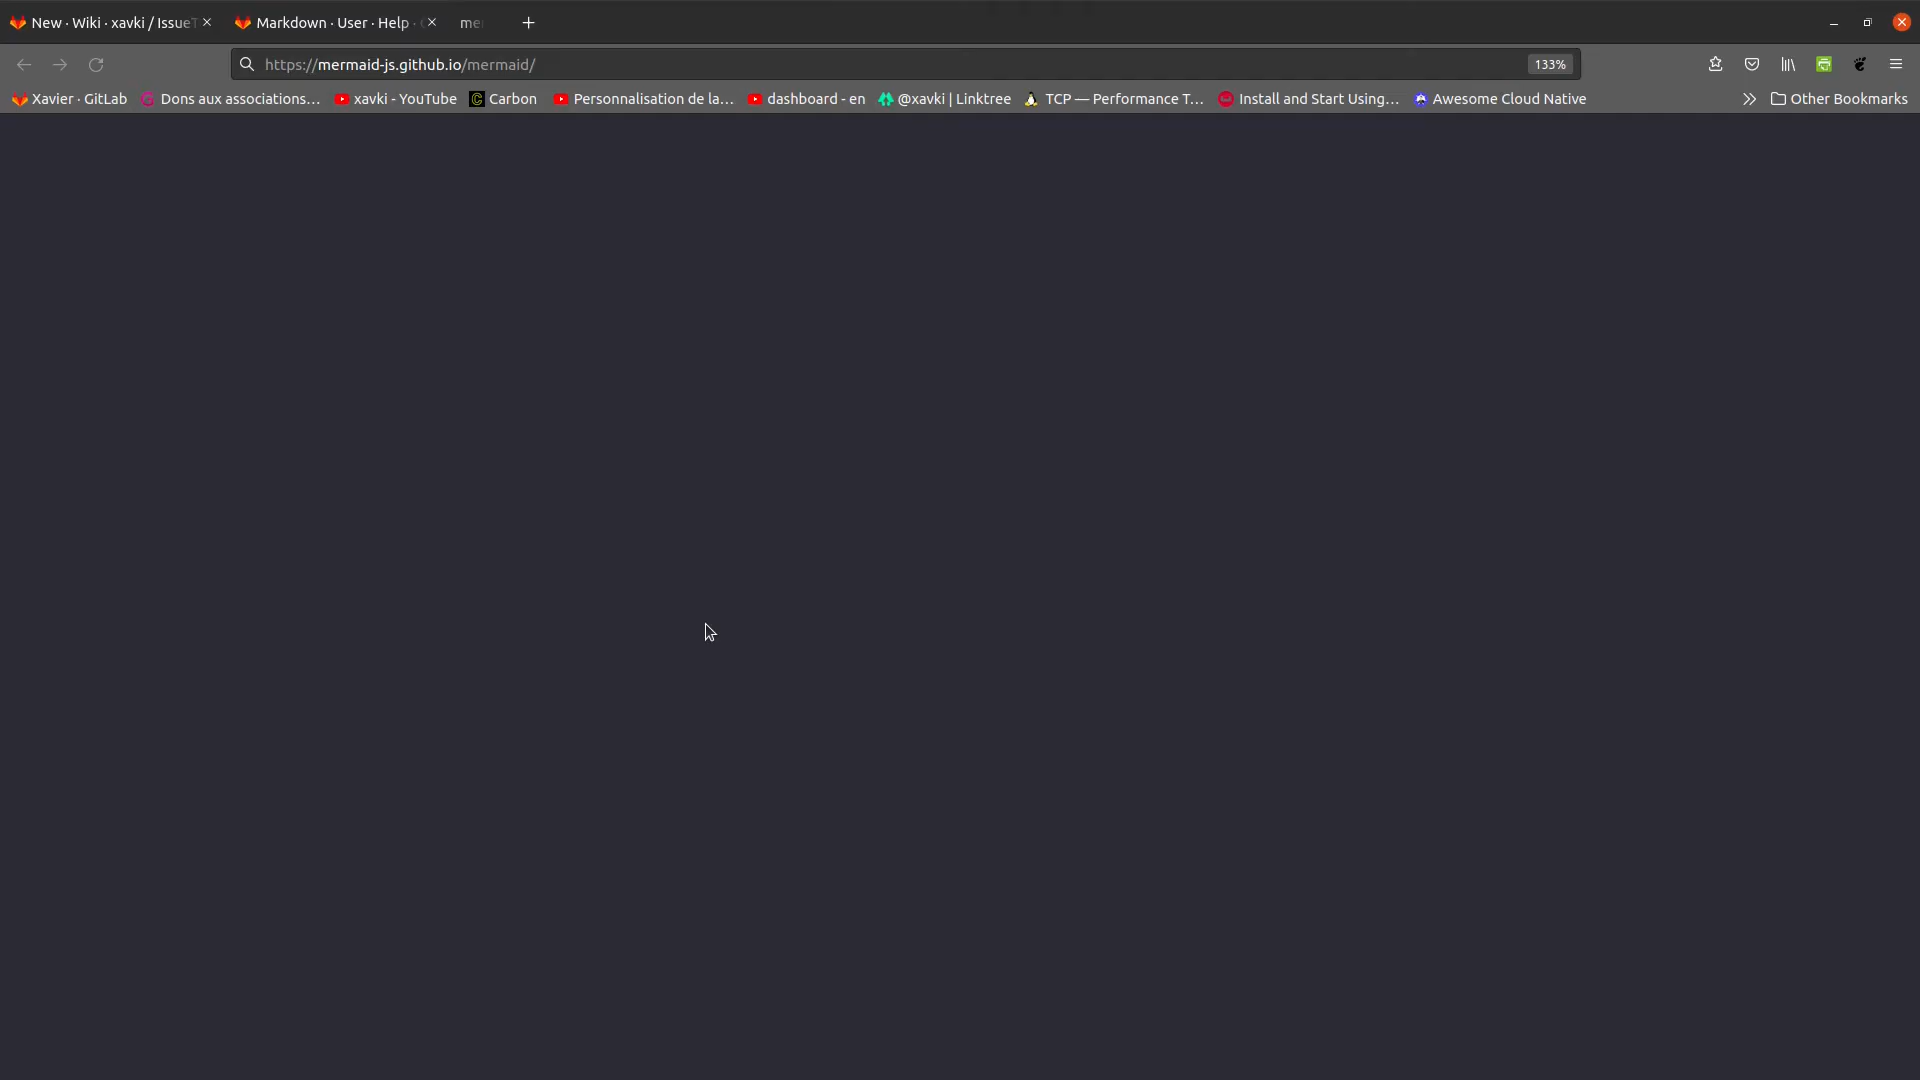 New · Wiki · xavki / IssueT
Markdown · User · Help ·
me
https://mermaid-js.github.io/mermaid/
133%
Xavier · GitLab
Dons aux associations…
xavki - YouTube
Carbon
Personnalisation de la…
dashboard - en
@xavki | Linktree
TCP — Performance T…
Install and Start Using…
Awesome Cloud Native
Other Bookmarks